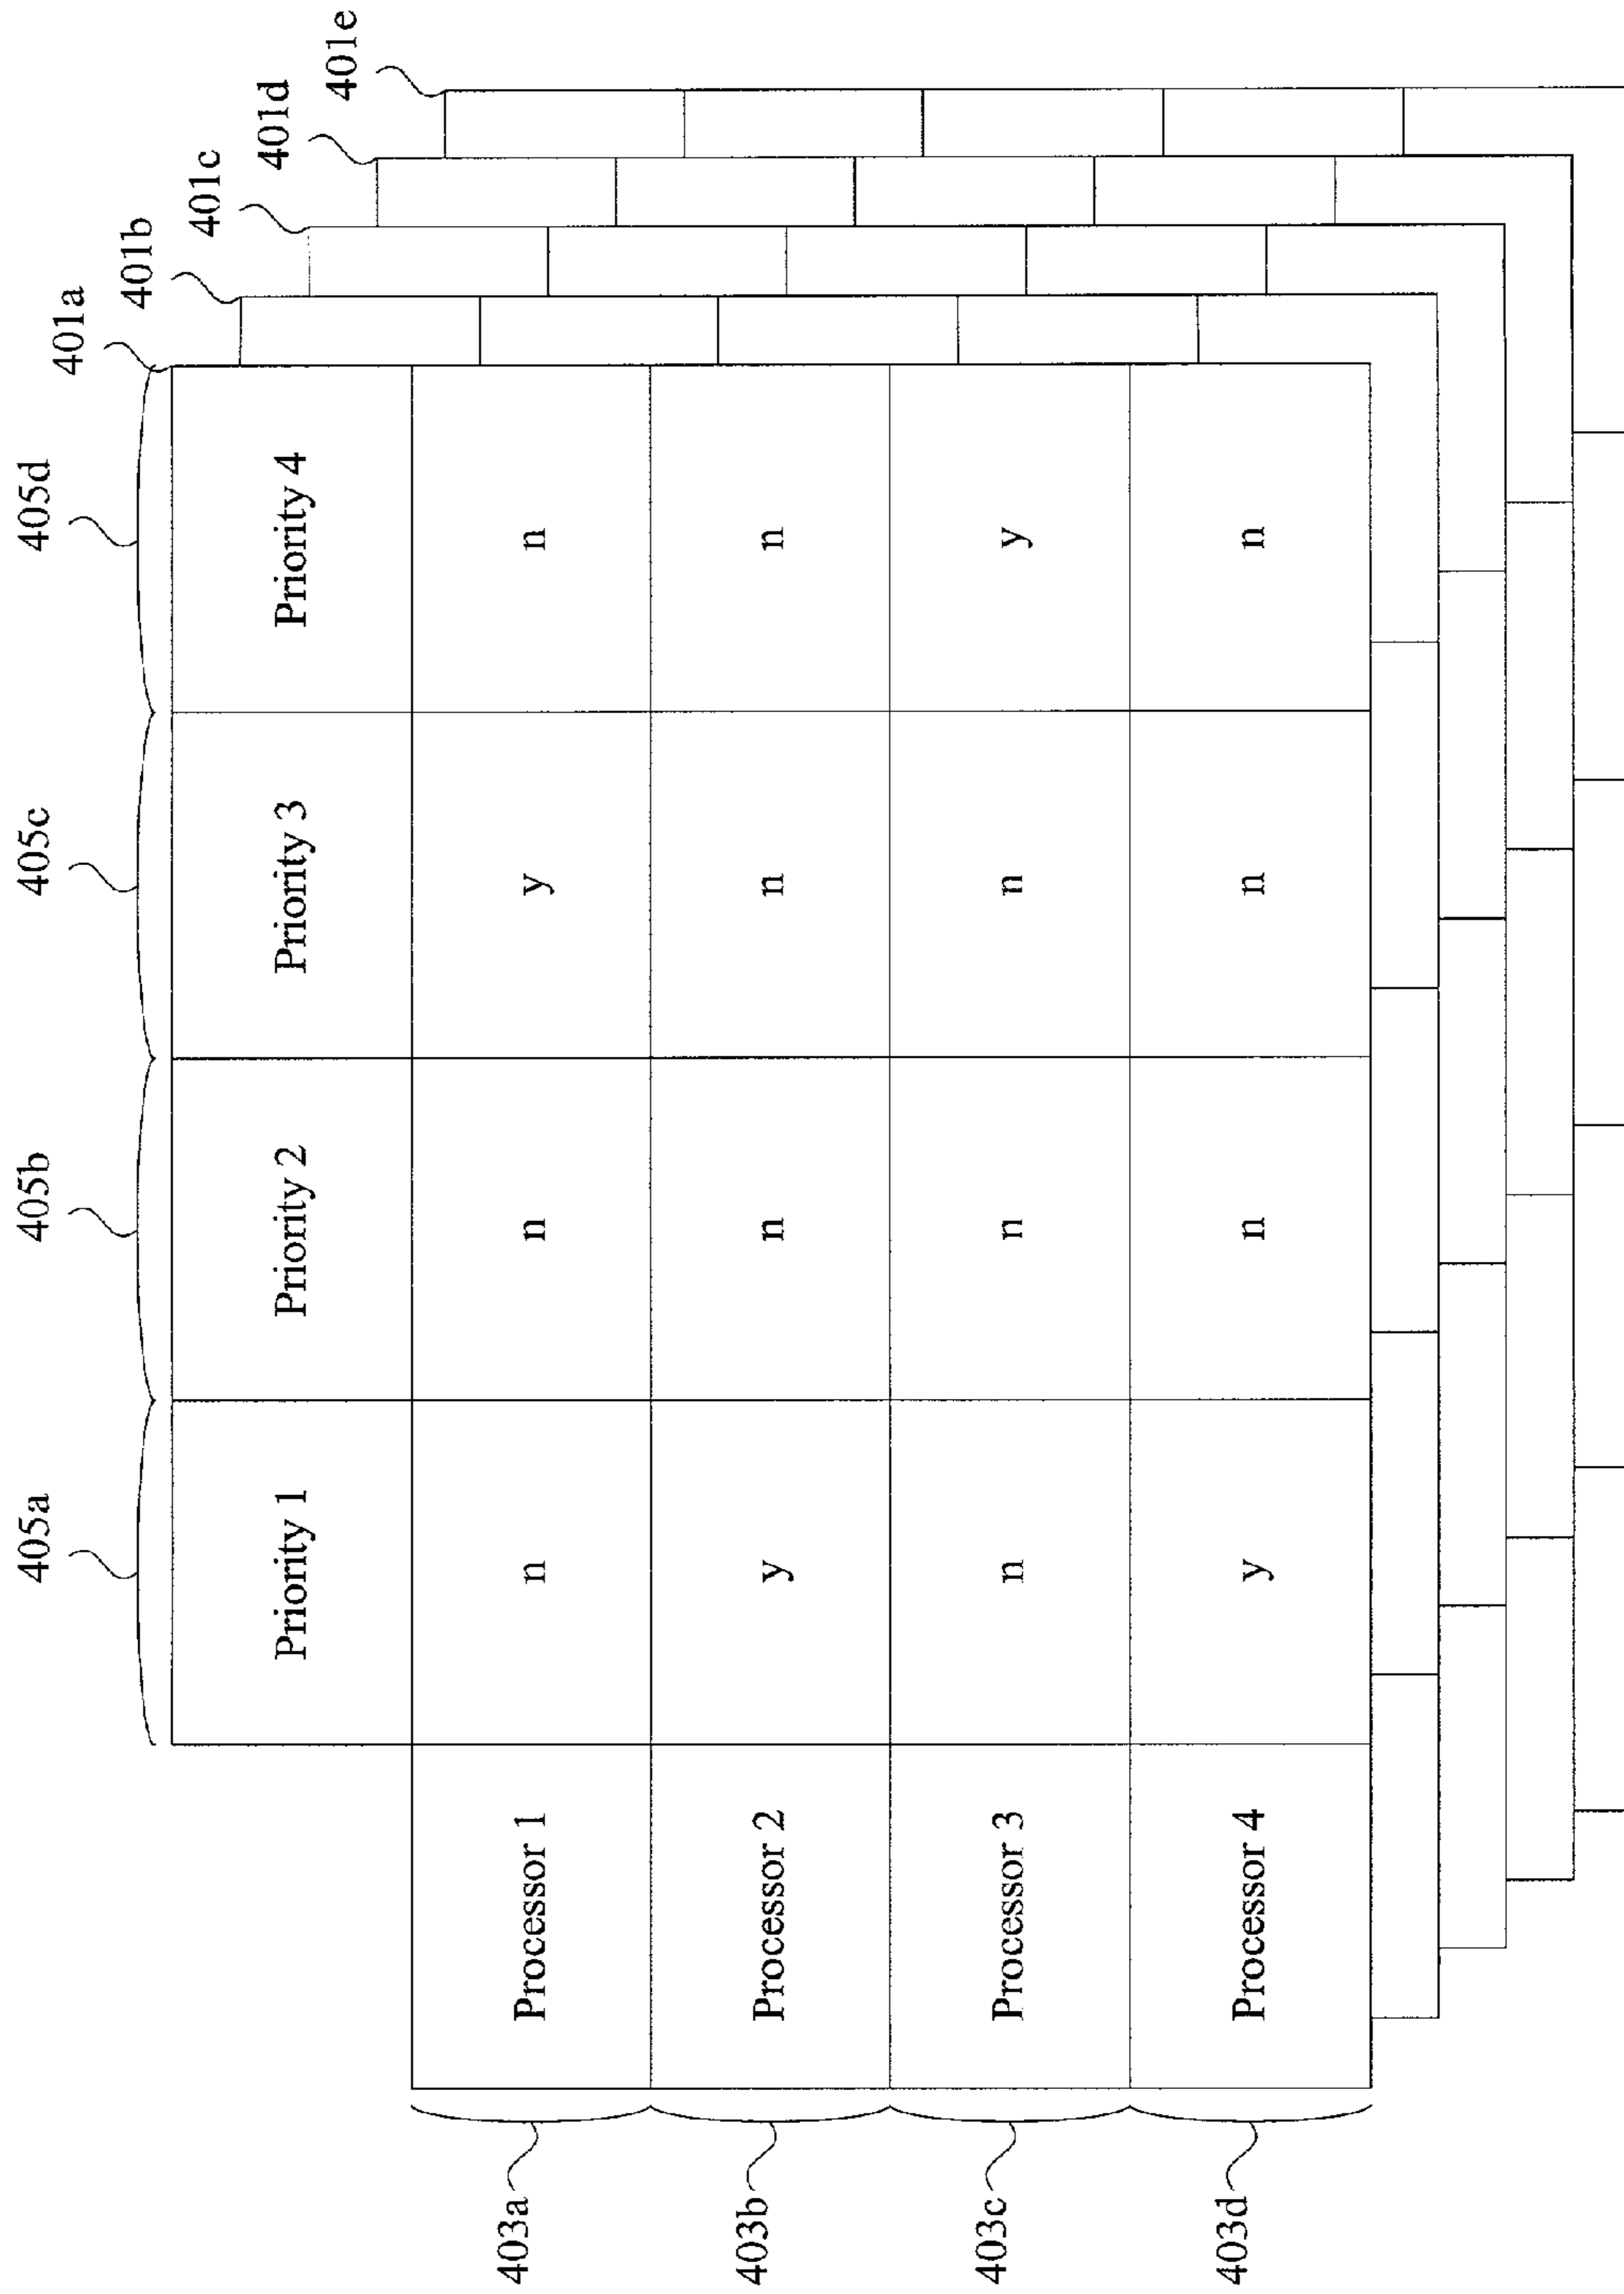 405a 405b 405c 405d
401a
401b
401c
401d
401e
Priority 1 Priority 2 Priority 3 Priority 4
403a Processor 1 n n y n
403b Processor 2 y n n n
403c Processor 3 n n n y
403d Processor 4 y n n n